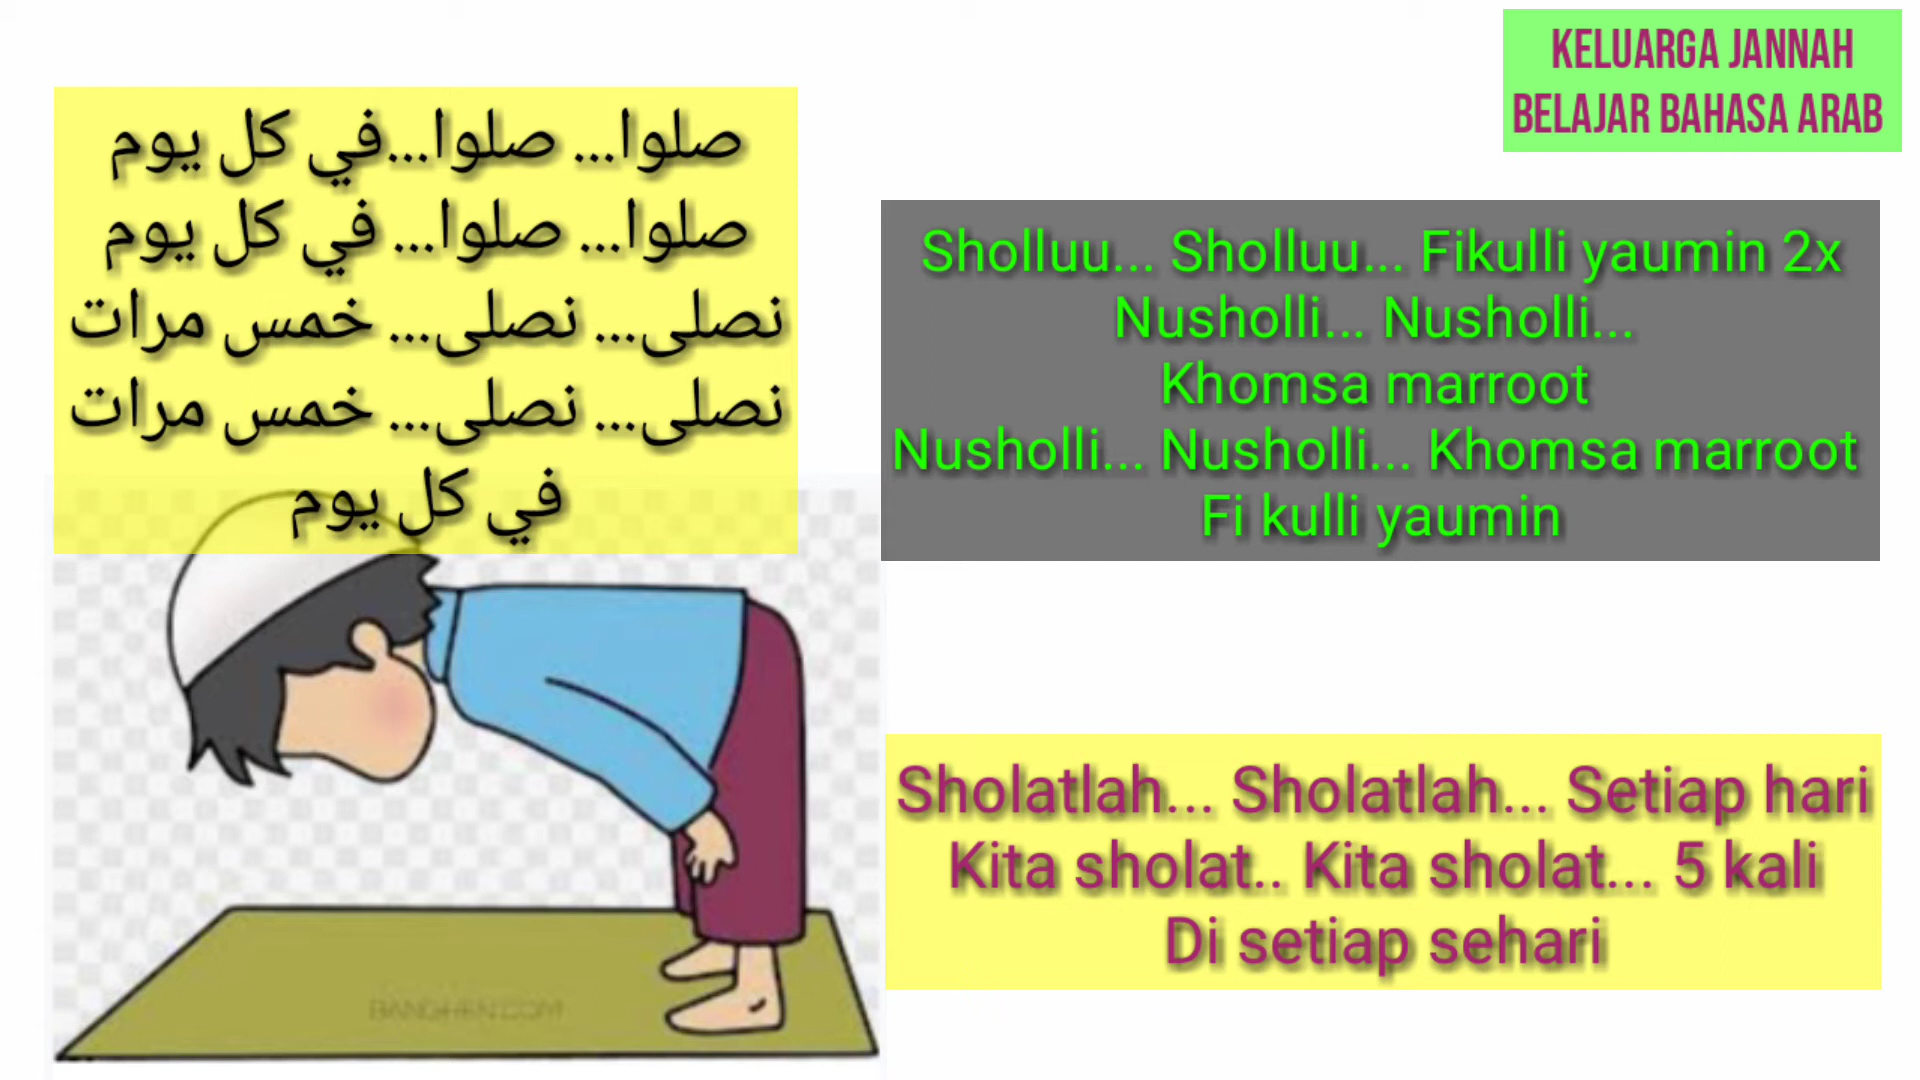 KELUARGA JANNAH
BELAJAR BAHASA ARAB
صلوا... صلوا...في كل يوم
صلوا... صلوا... في كل يوم
نصلى... نصلى... خمس مرات
نصلى... نصلى... خمس مرات
في كل يوم
Sholluu... Sholluu... Fikulli yaumin 2x
Nusholli... Nusholli...
Khomsa marroot
Nusholli... Nusholli... Khomsa marroot
Fi kulli yaumin
Sholatlah... Sholatlah... Setiap hari
Kita sholat.. Kita sholat... 5 kali
Di setiap sehari